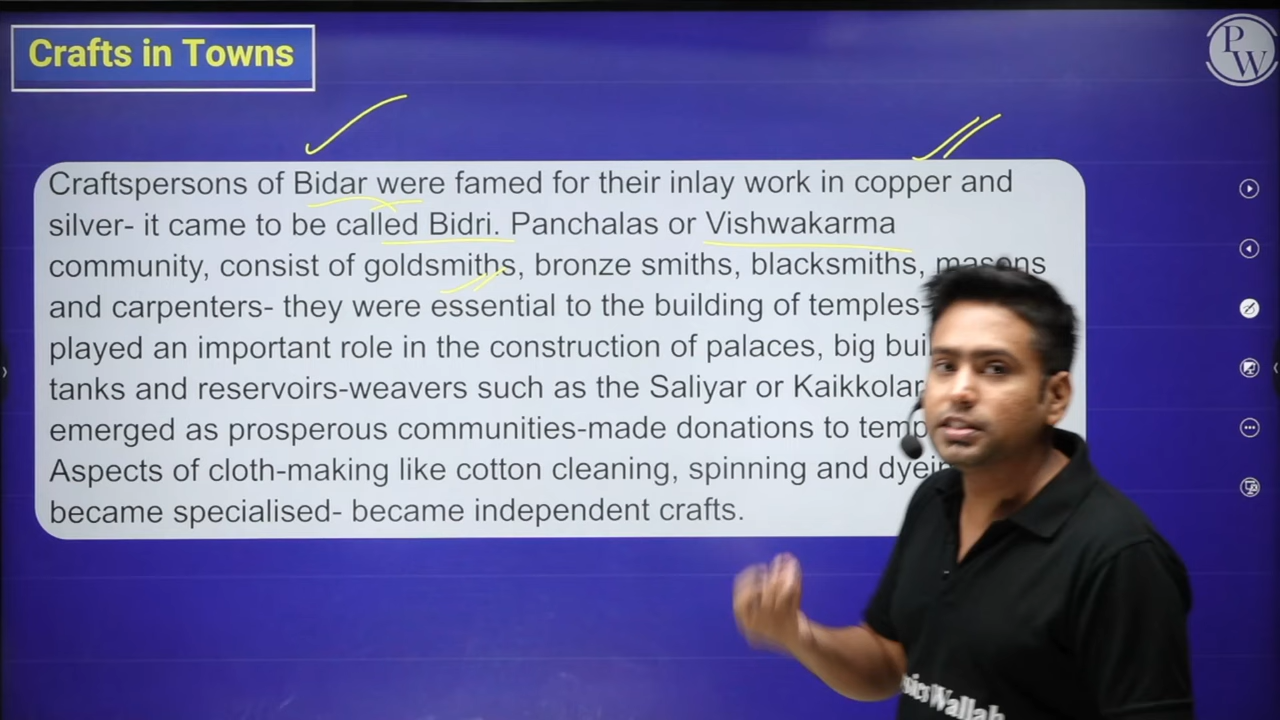 Crafts in Towns
PW
Craftspersons of Bidar were famed for their inlay work in copper and
silver- it came to be called Bidri. Panchalas or Vishwakarma
community, consist of goldsmiths, bronze smiths, blacksmiths, masons
and carpenters- they were essential to the building of temples-
played an important role in the construction of palaces, big
tanks and reservoirs-weavers such as the Saliyar or Kaikkolar
emerged as prosperous communities-made donations to
Aspects of cloth-making like cotton cleaning, spinning and
became specialised- became independent crafts.
Wallah